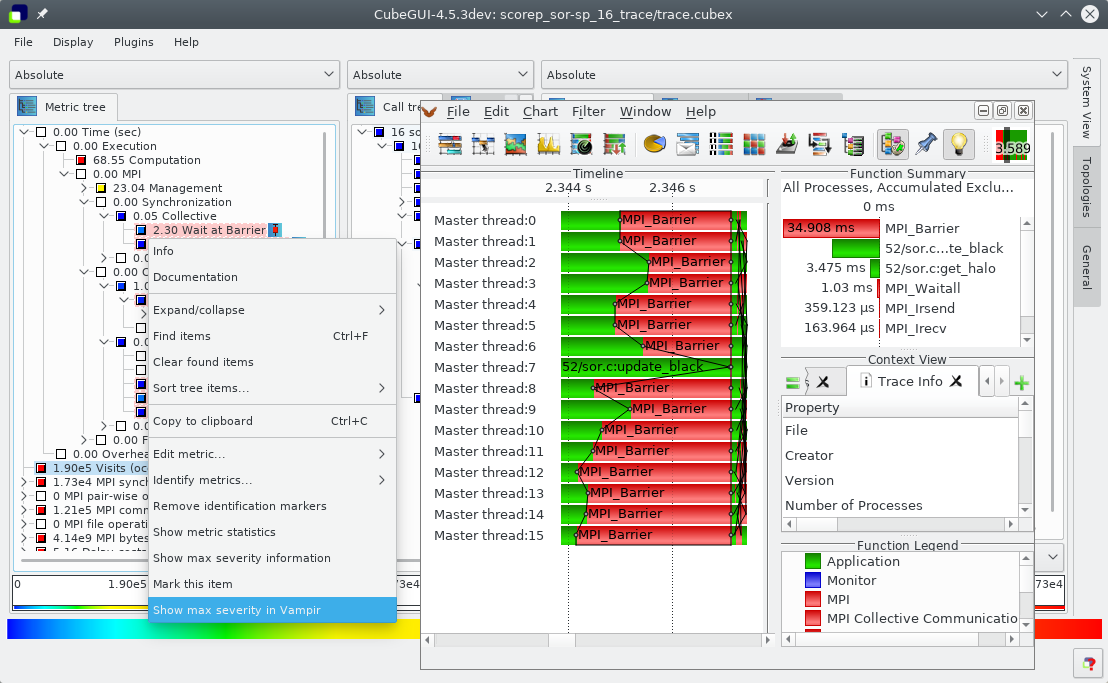 CubeGUI-4.5.3dev: scorep_sor-sp_16_trace/trace.cubex
File Display Plugins Help
Absolute
Absolute
Absolute
Metric tree
0.00 Time (sec)
0.00 Execution
68.55 Computation
0.00 MPI
23.04 Management
0.00 Synchronization
0.05 Collective
2.30 Wait at Barrier
0.00 C
1.0
0.0
0.00 F
0.00 Overhea
1.90e5 Visits (oc
1.73e4 MPI synch
0 MPI pair-wise o
1.21e5 MPI comm
0 MPI file operati
4.14e9 MPI bytes
0 1.90e5
Info
Documentation
Expand/collapse
Find items Ctrl+F
Clear found items
Sort tree items...
Copy to clipboard Ctrl+C
Edit metric...
Identify metrics...
Remove identification markers
Show metric statistics
Show max severity information
Mark this item
Show max severity in Vampir
Call tre
16 so
File Edit Chart Filter Window Help
3.589
Timeline
2.344 s 2.346 s
Master thread:0 MPI_Barrier
Master thread:1 MPI_Barrier
Master thread:2 MPI_Barrier
Master thread:3 MPI_Barrier
Master thread:4 MPI_Barrier
Master thread:5 MPI_Barrier
Master thread:6 MPI_Barrier
Master thread:7 52/sor.c:update_black
Master thread:8 MPI_Barrier
Master thread:9 MPI_Barrier
Master thread:10 MPI_Barrier
Master thread:11 MPI_Barrier
Master thread:12 MPI_Barrier
Master thread:13 MPI_Barrier
Master thread:14 MPI_Barrier
Master thread:15 MPI_Barrier
Function Summary
All Processes, Accumulated Exclu...
0 ms
34.908 ms MPI_Barrier
52/sor.c...te_black
3.475 ms 52/sor.c:get_halo
1.03 ms MPI_Waitall
359.123 µs MPI_Irsend
163.964 µs MPI_Irecv
Context View
Trace Info
Property
File
Creator
Version
Number of Processes
Function Legend
Application
Monitor
MPI
MPI Collective Communicatio
73e4
System View
Topologies
General